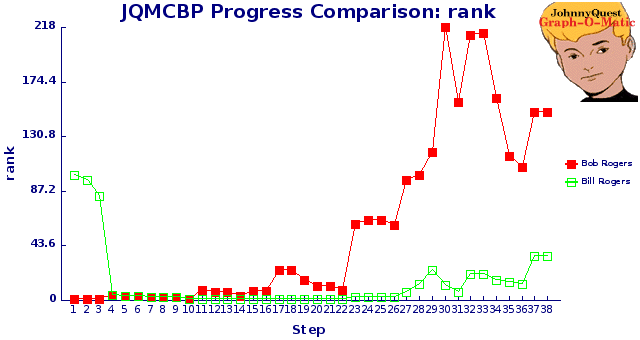 JQMCBP Progress Comparison: rank
JohnnyQuest
Graph-O-Matic
218
174.4
130.8
87.2
43.6
0
rank
Bob Rogers
Bill Rogers
1 2 3 4 5 6 7 8 9 10 11 12 13 14 15 16 17 18 19 20 21 22 23 24 25 26 27 28 29 30 31 32 33 34 35 36 37 38
Step